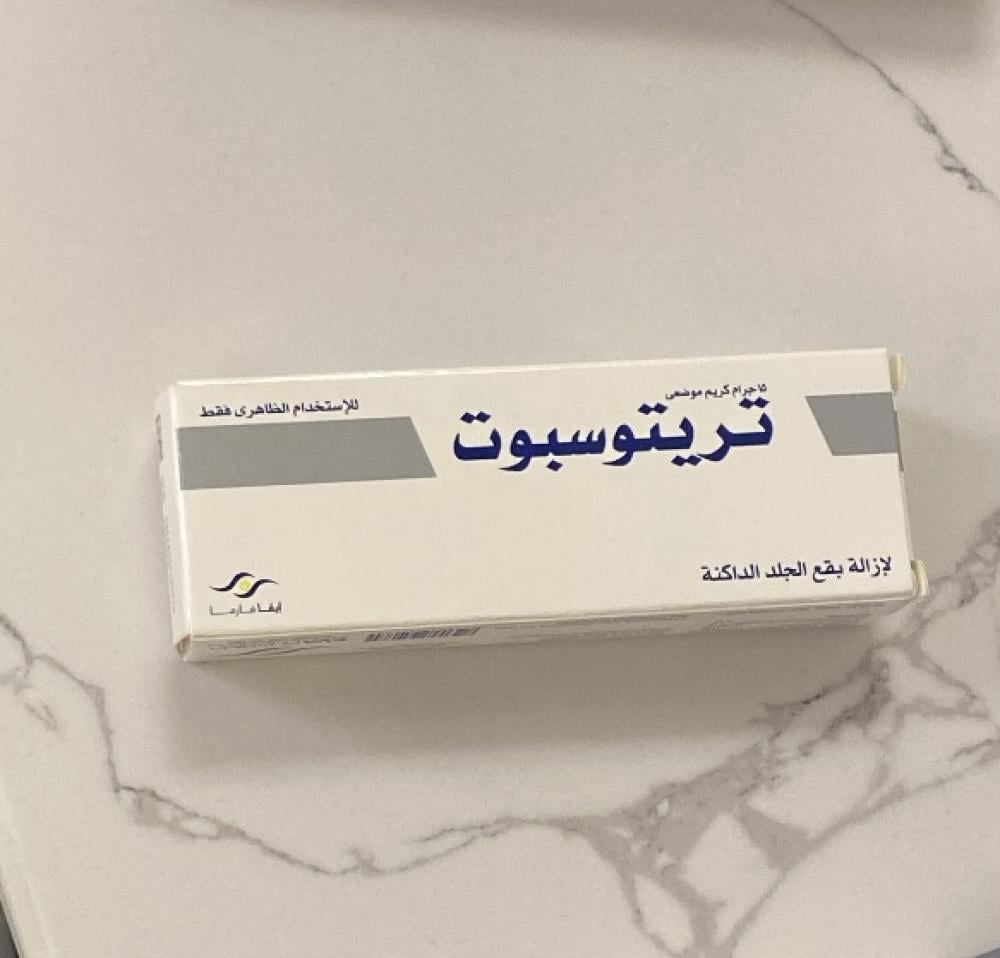 ١٥ جرام كريم موضعى
للإستخدام الظاهرى فقط
تريتوسبوت
لإزالة بقع الجلد الداكنة
إيفا فارما